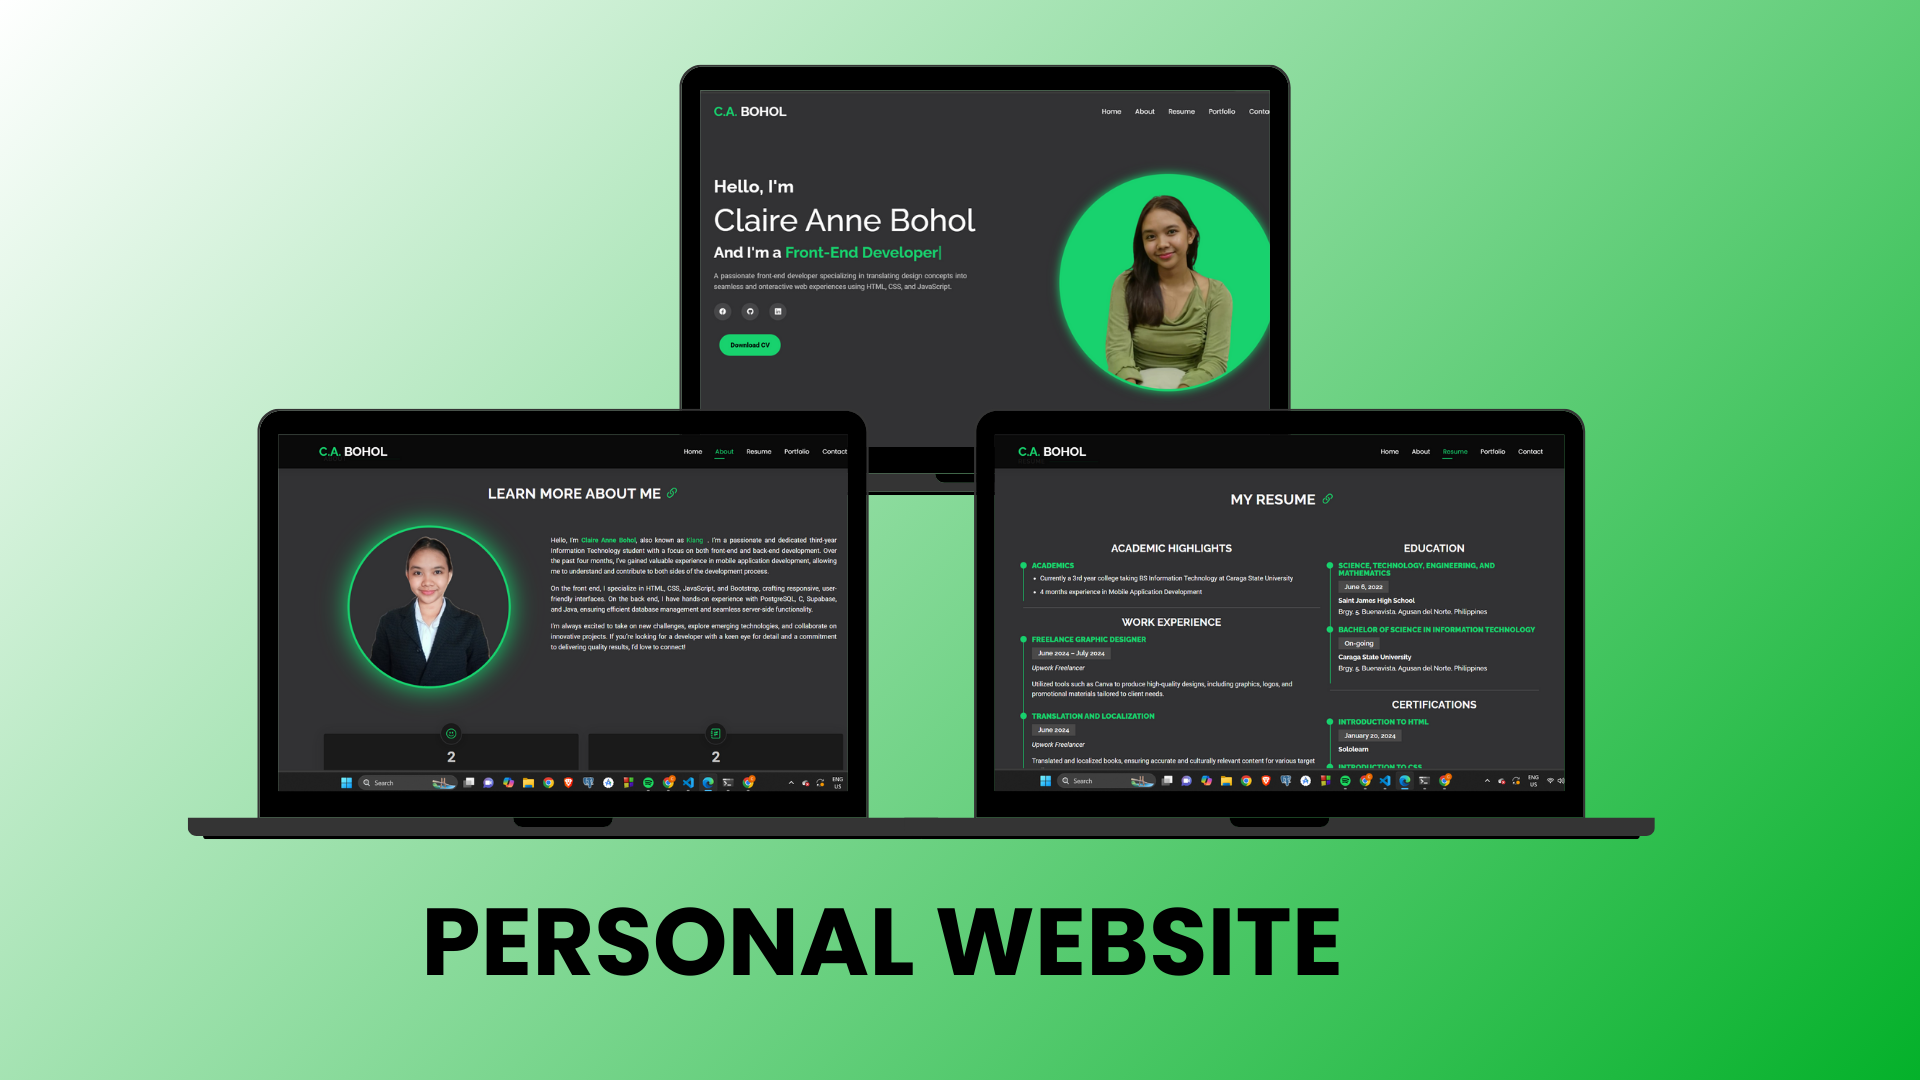 C.A. BOHOL
Home About Resume Portfolio Conta
Hello, I'm
Claire Anne Bohol
And I'm a Front-End Developer|
A passionate front-end developer specializing in translating design concepts into
seamless and onteractive web experiences using HTML, CSS, and JavaScript.
Download CV
C.A. BOHOL
Home About Resume Portfolio Contact
LEARN MORE ABOUT ME
Hello, I'm Claire Anne Bohol, also known as Kiang . I'm a passionate and dedicated third-year
Information Technology student with a focus on both front-end and back-end development. Over
the past four months, I've gained valuable experience in mobile application development, allowing
me to understand and contribute to both sides of the development process.
On the front end, I specialize in HTML, CSS, JavaScript, and Bootstrap, crafting responsive, user-
friendly interfaces. On the back end, I have hands-on experience with PostgreSQL, C, Supabase,
and Java, ensuring efficient database management and seamless server-side functionality.
I'm always excited to take on new challenges, explore emerging technologies, and collaborate on
innovative projects. If you're looking for a developer with a keen eye for detail and a commitment
to delivering quality results, I'd love to connect!
2
2
Search
ENG
US
C.A. BOHOL
Home About Resume Portfolio Contact
MY RESUME
ACADEMIC HIGHLIGHTS
ACADEMICS
Currently a 3rd year college taking BS Information Technology at Caraga State University
4 months experience in Mobile Application Development
WORK EXPERIENCE
FREELANCE GRAPHIC DESIGNER
June 2024 – July 2024
Upwork Freelancer
Utilized tools such as Canva to produce high-quality designs, including graphics, logos, and
promotional materials tailored to client needs.
TRANSLATION AND LOCALIZATION
June 2024
Upwork Freelancer
Translated and localized books, ensuring accurate and culturally relevant content for various target
EDUCATION
SCIENCE, TECHNOLOGY, ENGINEERING, AND
MATHEMATICS
June 6, 2022
Saint James High School
Brgy. 5, Buenavista, Agusan del Norte, Philippines
BACHELOR OF SCIENCE IN INFORMATION TECHNOLOGY
On-going
Caraga State University
Brgy. 5, Buenavista, Agusan del Norte, Philippines
CERTIFICATIONS
INTRODUCTION TO HTML
January 20, 2024
Sololearn
INTRODUCTION TO CSS
Search
ENG
US
PERSONAL WEBSITE